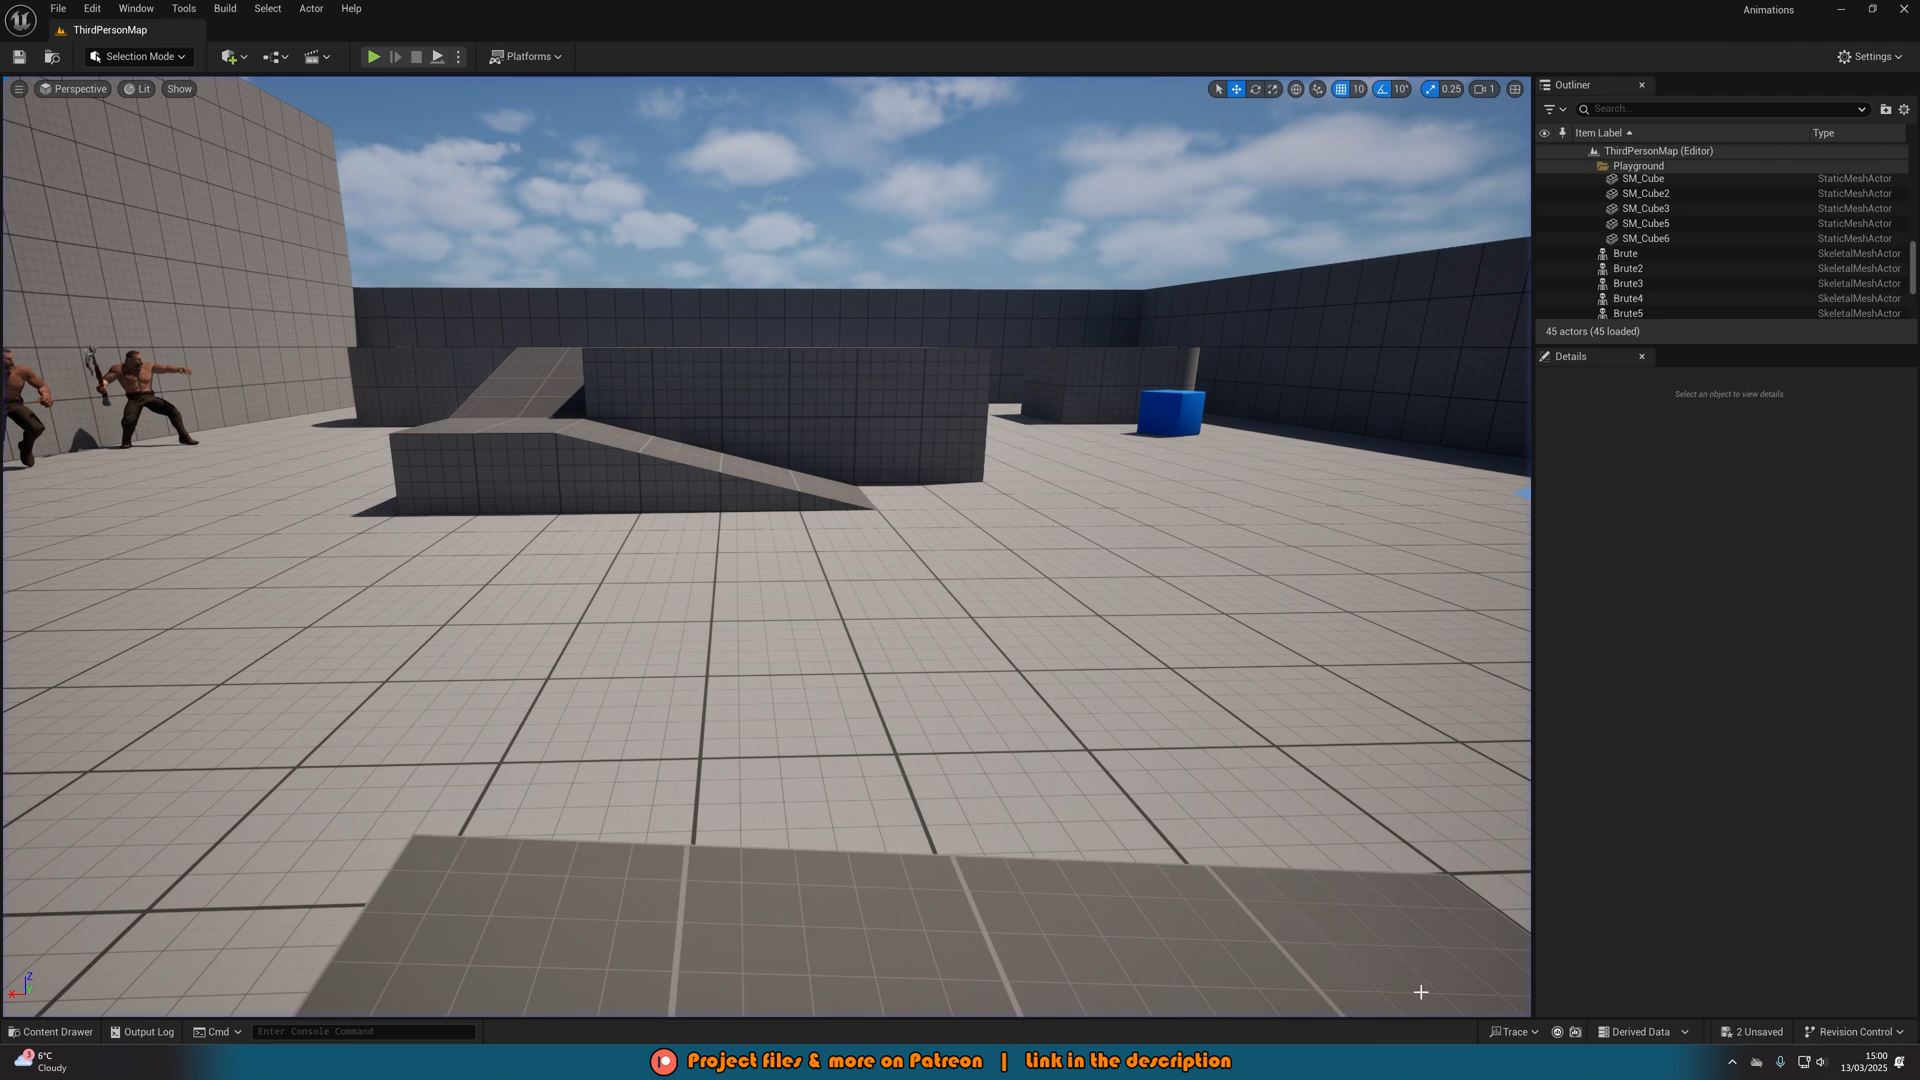 File Edit Window Tools Build Select Actor Help
Animations
ThirdPersonMap
Selection Mode
Platforms
Settings
Perspective
Lit
Show
10
10°
0.25
1
Outliner
Search...
Item Label
Type
ThirdPersonMap (Editor)
Playground
SM_Cube StaticMeshActor
SM_Cube2 StaticMeshActor
SM_Cube3 StaticMeshActor
SM_Cube5 StaticMeshActor
SM_Cube6 StaticMeshActor
Brute SkeletalMeshActor
Brute2 SkeletalMeshActor
Brute3 SkeletalMeshActor
Brute4 SkeletalMeshActor
Brute5 SkeletalMeshActor
45 actors (45 loaded)
Details
Select an object to view details.
Z
X
Y
Content Drawer
Output Log
Cmd
Enter Console Command
Trace
Derived Data
2 Unsaved
Revision Control
3
6°C
Cloudy
Project files & more on Patreon | Link in the description
15:00
13/03/2025